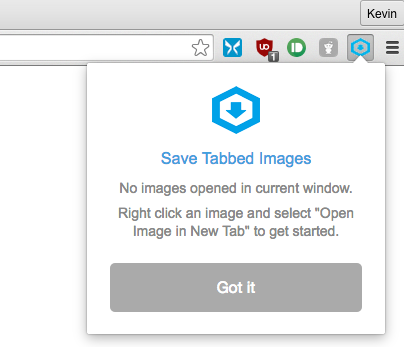 Kevin
1
Save Tabbed Images
No images opened in current window.
Right click an image and select "Open
Image in New Tab" to get started.
Got it